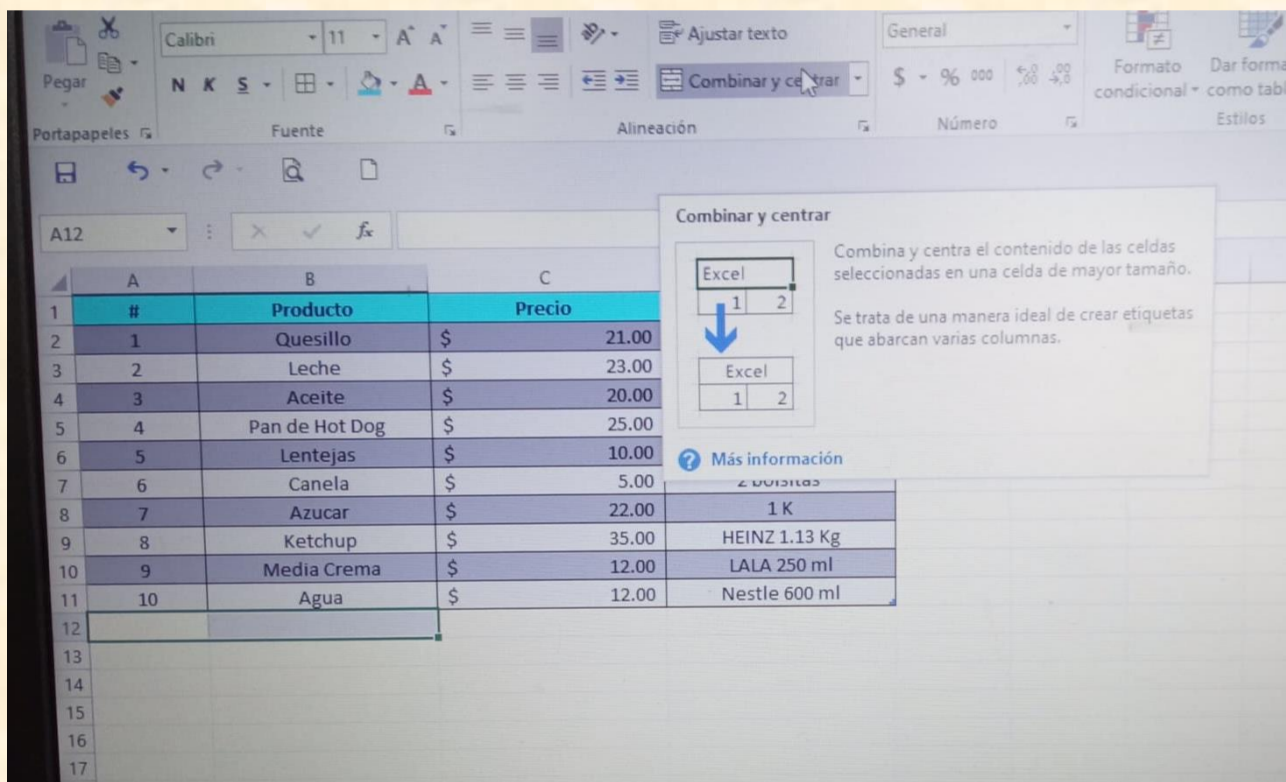 Calibri 11 A A Ajustar texto General
Pegar N K S A Combinar y centrar $ % 000 Formato condicional Dar forma como tabl
Portapapeles Fuente Alineación Número Estilos
A12 fx
Combinar y centrar
Excel
1 2
Excel
1 2
Combina y centra el contenido de las celdas
seleccionadas en una celda de mayor tamaño.
Se trata de una manera ideal de crear etiquetas
que abarcan varias columnas.
Más información
A B C
1 # Producto Precio
2 1 Quesillo $ 21.00
3 2 Leche $ 23.00
4 3 Aceite $ 20.00
5 4 Pan de Hot Dog $ 25.00
6 5 Lentejas $ 10.00
7 6 Canela $ 5.00 2 bolsitas
8 7 Azucar $ 22.00 1 K
9 8 Ketchup $ 35.00 HEINZ 1.13 Kg
10 9 Media Crema $ 12.00 LALA 250 ml
11 10 Agua $ 12.00 Nestle 600 ml
12
13
14
15
16
17